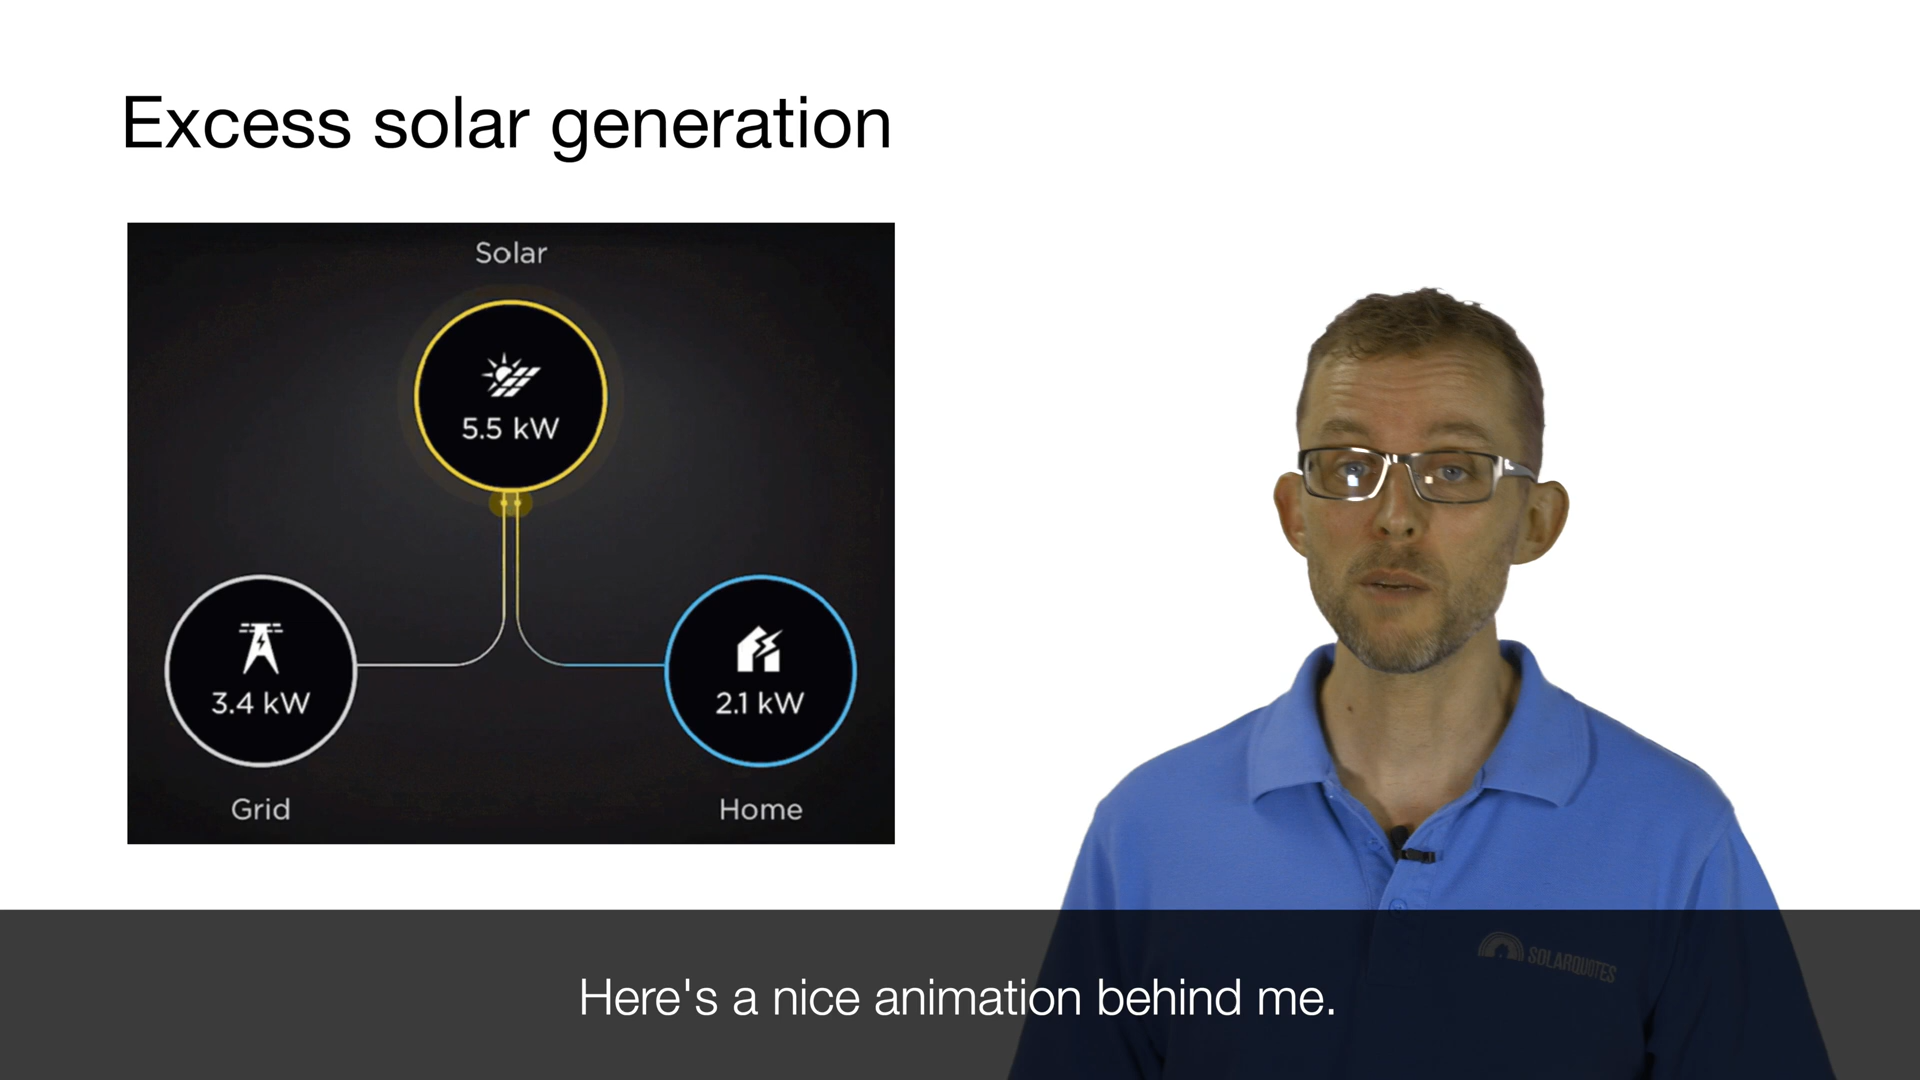 Excess solar generation
Solar
5.5 kW
3.4 kW
2.1 kW
Grid
Home
SOLARQUOTES
Here's a nice animation behind me.